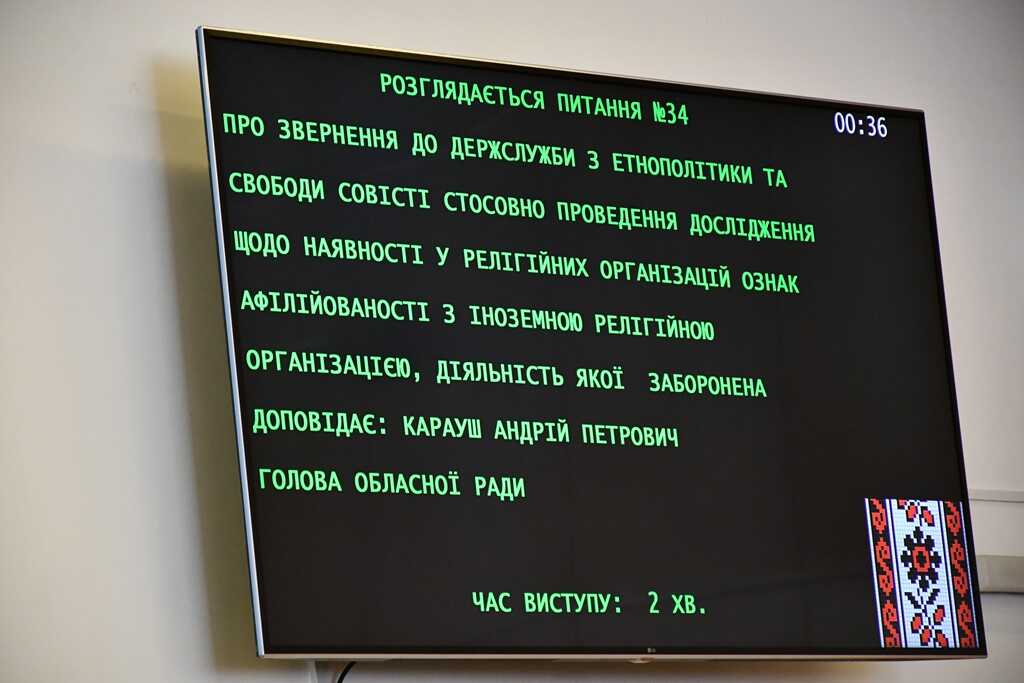 РОЗГЛЯДАЄТЬСЯ ПИТАННЯ №34
00:36
ПРО ЗВЕРНЕННЯ ДО ДЕРЖСЛУЖБИ З ЕТНОПОЛІТИКИ ТА
СВОБОДИ СОВІСТІ СТОСОВНО ПРОВЕДЕННЯ ДОСЛІДЖЕННЯ
ЩОДО НАЯВНОСТІ У РЕЛІГІЙНИХ ОРГАНІЗАЦІЙ ОЗНАК
АФІЛІЙОВАНОСТІ З ІНОЗЕМНОЮ РЕЛІГІЙНОЮ
ОРГАНІЗАЦІЄЮ, ДІЯЛЬНІСТЬ ЯКОЇ ЗАБОРОНЕНА
ДОПОВІДАЄ: КАРАУШ АНДРІЙ ПЕТРОВИЧ
ГОЛОВА ОБЛАСНОЇ РАДИ
ЧАС ВИСТУПУ: 2 ХВ.
LG